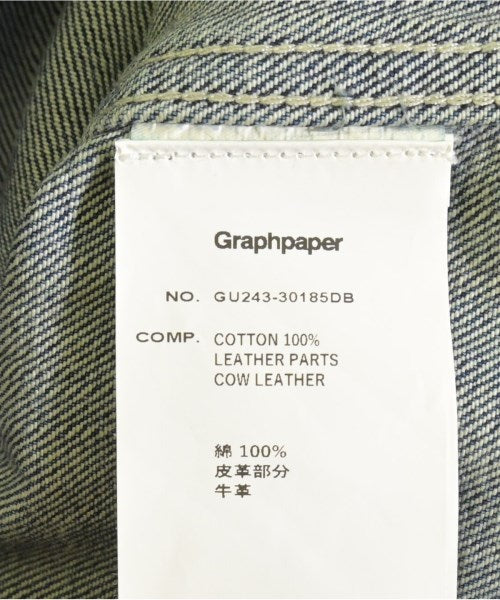 Graphpaper
NO. GU243-30185DB
COMP. COTTON 100%
LEATHER PARTS
COW LEATHER
綿 100%
皮革部分
牛革